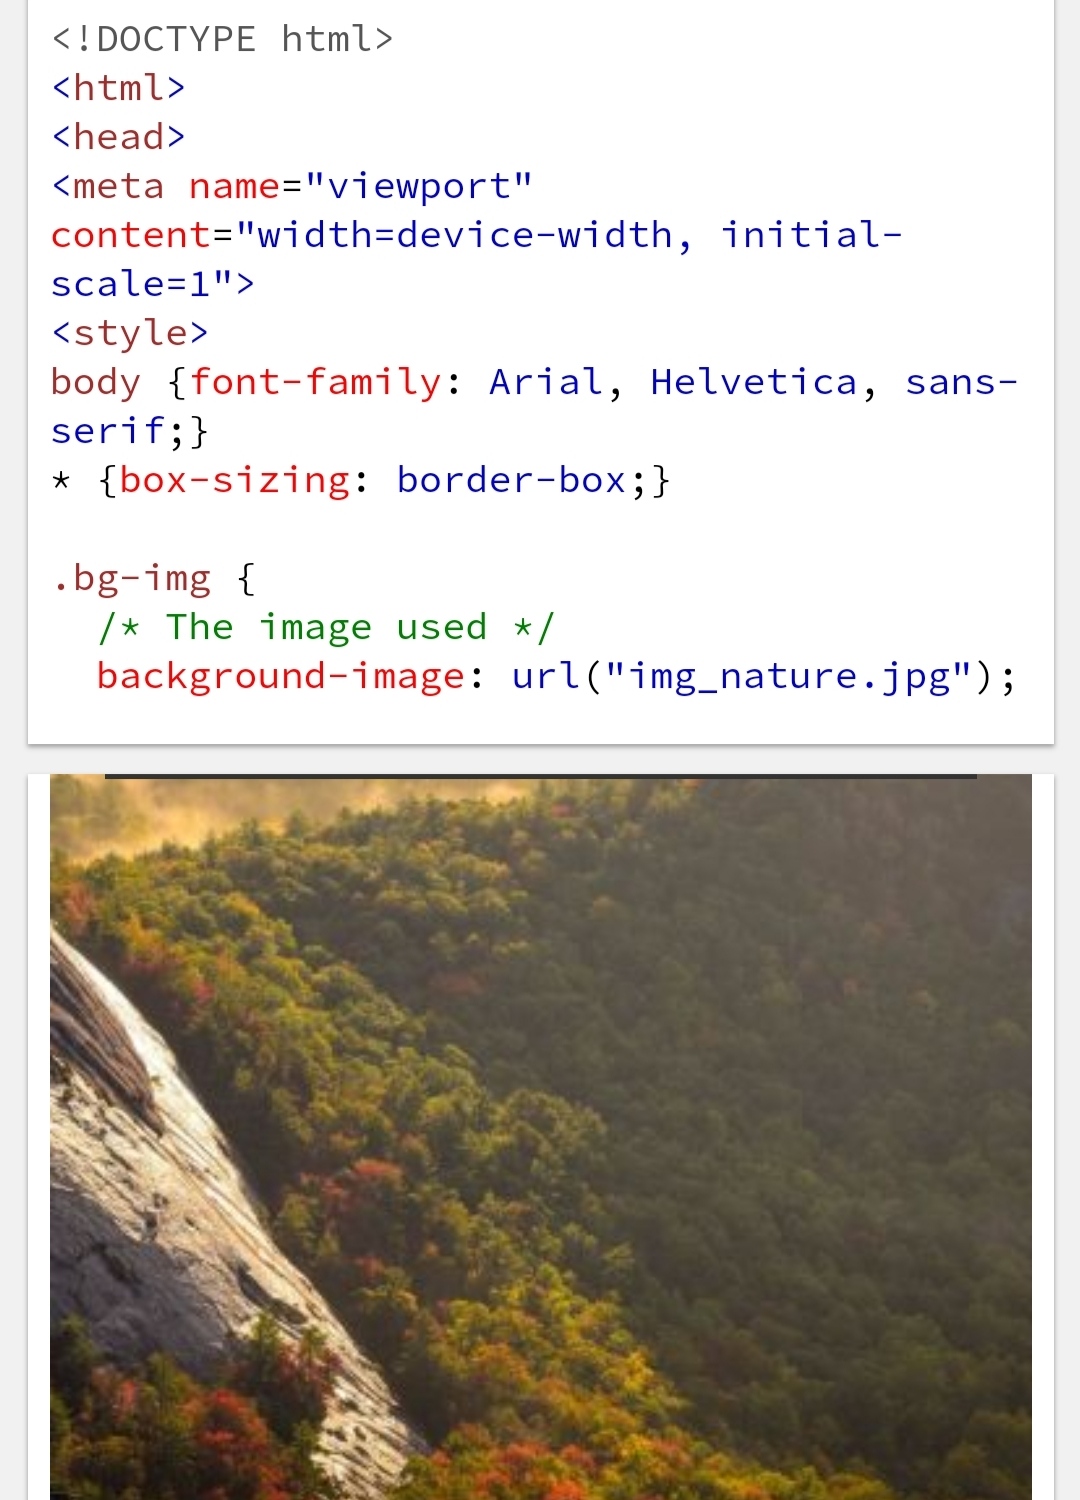 <!DOCTYPE html>
<html>
<head>
<meta name="viewport"
content="width=device-width, initial-
scale=1">
<style>
body {font-family: Arial, Helvetica, sans-
serif;}
* {box-sizing: border-box;}
.bg-img {
/* The image used */
background-image: url("img_nature.jpg");